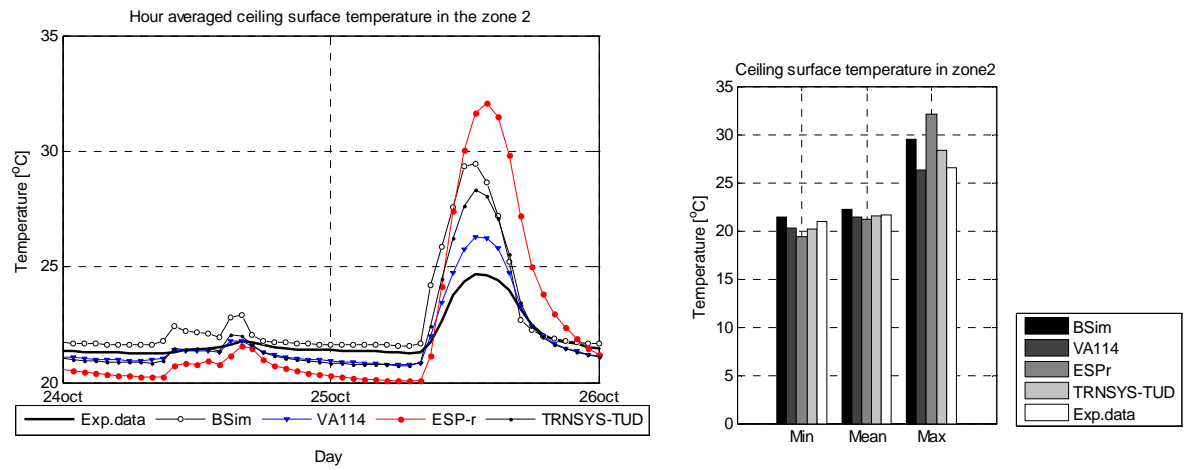 Hour averaged ceiling surface temperature in the zone 2
35
30
25
20
Temperature [°C]
24oct
25oct
26oct
Exp.data
BSim
VA114
ESP-r
TRNSYS-TUD
Day
Ceiling surface temperature in zone2
35
30
25
20
15
10
5
0
Temperature [°C]
Min
Mean
Max
BSim
VA114
ESPr
TRNSYS-TUD
Exp.data